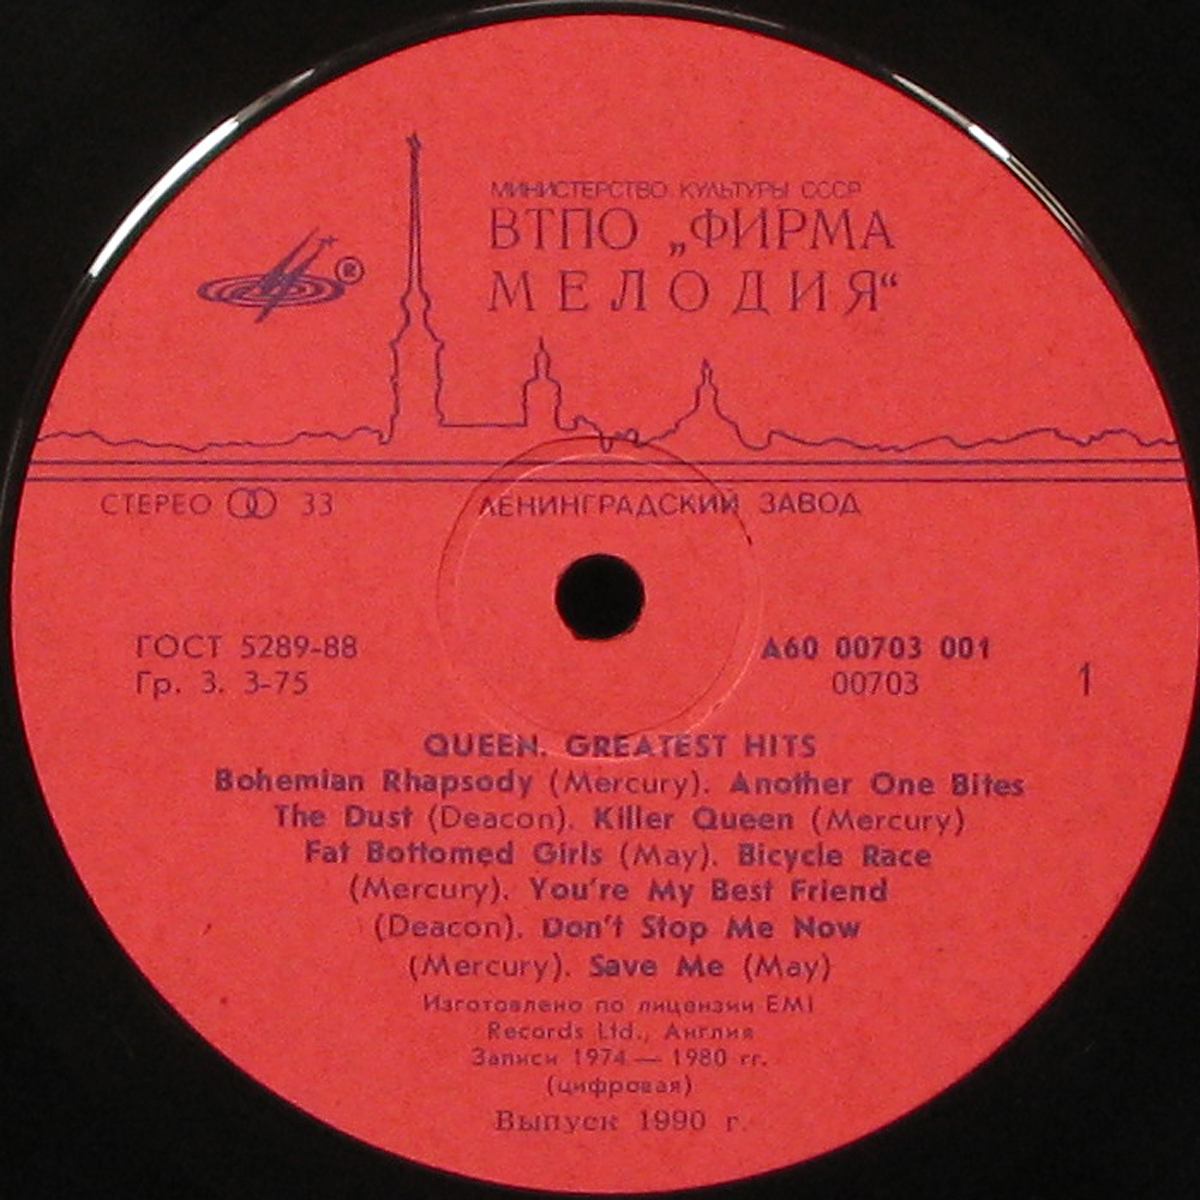 МИНИСТЕРСТВО КУЛЬТУРЫ СССР
ВТПО „ФИРМА
МЕЛОДИЯ“
®
СТЕРЕО 33
ЛЕНИНГРАДСКИЙ ЗАВОД
ГОСТ 5289-88
Гр. 3. 3-75
А60 00703 001
00703
1
QUEEN. GREATEST HITS
Bohemian Rhapsody (Mercury). Another One Bites
The Dust (Deacon). Killer Queen (Mercury)
Fat Bottomed Girls (May). Bicycle Race
(Mercury). You're My Best Friend
(Deacon). Don't Stop Me Now
(Mercury). Save Me (May)
Изготовлено по лицензии EMI
Records Ltd., Англия
Записи 1974 — 1980 гг.
(цифровая)
Выпуск 1990 г.